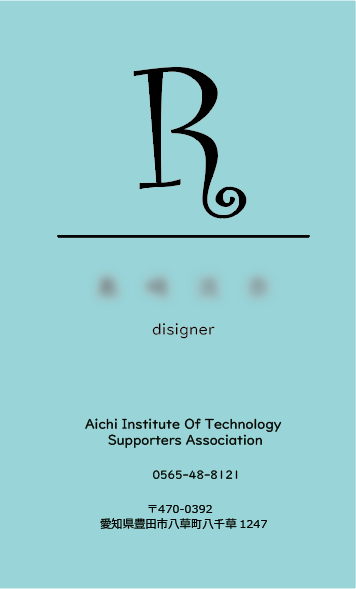 R
disigner
Aichi Institute Of Technology
Supporters Association
0565-48-8121
〒470-0392
愛知県豊田市八草町八千草 1247